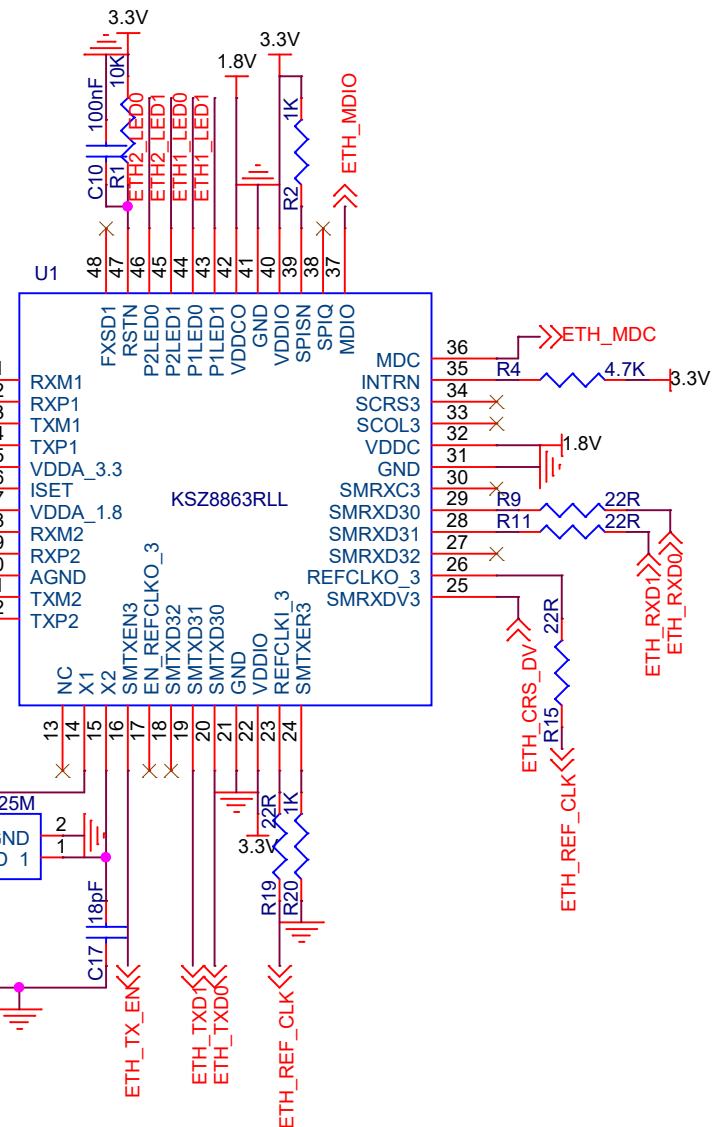 3.3V
1.8V
3.3V
C10 100nF
R1 10K
ETH2_LED0
ETH2_LED1
ETH1_LED0
ETH1_LED1
R2 1K
ETH_MDIO
U1
48
47
46
45
44
43
42
41
40
39
38
37
FXSD1
RSTN
P2LED0
P2LED1
P1LED0
P1LED1
VDDCO
GND
VDDIO
SPISN
SPIQ
MDIO
RXM1
RXP1
TXM1
TXP1
VDDA_3.3
ISET
VDDA_1.8
RXM2
RXP2
AGND
TXM2
TXP2
KSZ8863RLL
MDC 36 ETH_MDC
INTRN 35 R4 4.7K 3.3V
SCRS3 34
SCOL3 33
VDDC 32 1.8V
GND 31
SMRXC3 30
SMRXD30 29 R9 22R
SMRXD31 28 R11 22R
SMRXD32 27
REFCLKO_3 26
SMRXDV3 25
ETH_RXD1
ETH_RXD0
ETH_CRS_DV
R15 22R
ETH_REF_CLK
NC
X1
X2
SMTXEN3
EN_REFCLKO_3
SMTXD32
SMTXD31
SMTXD30
GND
VDDIO
REFCLKI_3
SMTXER3
13
14
15
16
17
18
19
20
21
22
23
24
25M
GND 2
1 1
C17 18pF
3.3V
R19 22R
R20 1K
ETH_TX_EN
ETH_TXD1
ETH_TXD0
ETH_REF_CLK